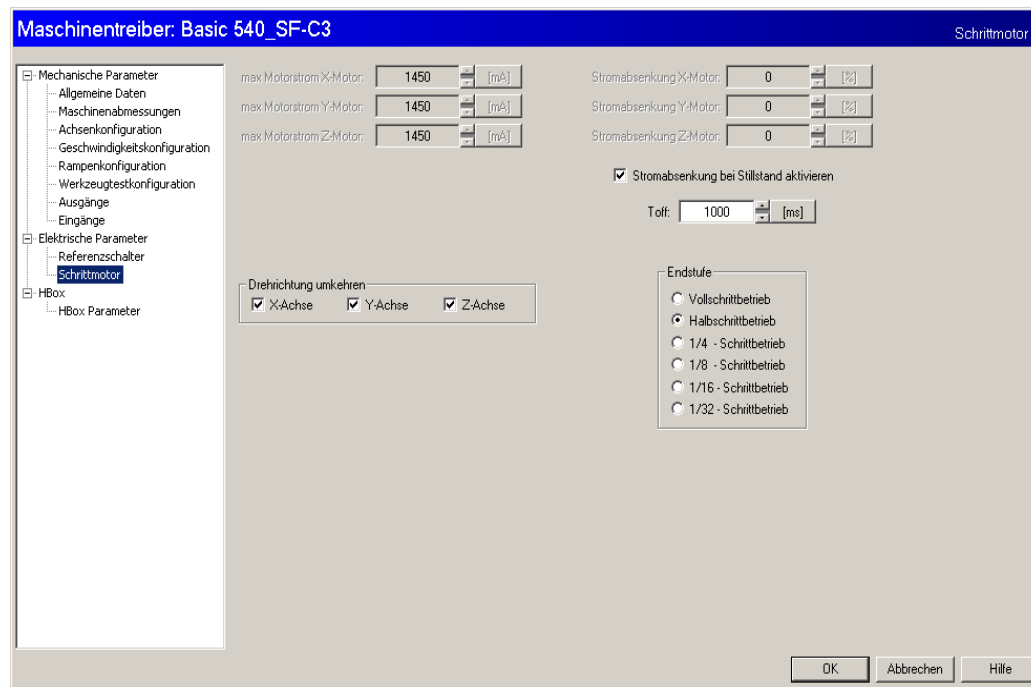 Maschinentreiber: Basic 540_SF-C3
Schrittmotor
Mechanische Parameter
Allgemeine Daten
Maschinenabmessungen
Achsenkonfiguration
Geschwindigkeitskonfiguration
Rampenkonfiguration
Werkzeugtestkonfiguration
Ausgänge
Eingänge
Elektrische Parameter
Referenzschalter
Schrittmotor
HBox
HBox Parameter
max Motorstrom X-Motor: 1450 [mA]
max Motorstrom Y-Motor: 1450 [mA]
max Motorstrom Z-Motor: 1450 [mA]
Stromabsenkung X-Motor: 0 [%]
Stromabsenkung Y-Motor: 0 [%]
Stromabsenkung Z-Motor: 0 [%]
Stromabsenkung bei Stillstand aktivieren
Toff: 1000 [ms]
Drehrichtung umkehren
X-Achse Y-Achse Z-Achse
Endstufe
Vollschrittbetrieb
Halbschrittbetrieb
1/4 - Schrittbetrieb
1/8 - Schrittbetrieb
1/16 - Schrittbetrieb
1/32 - Schrittbetrieb
OK Abbrechen Hilfe